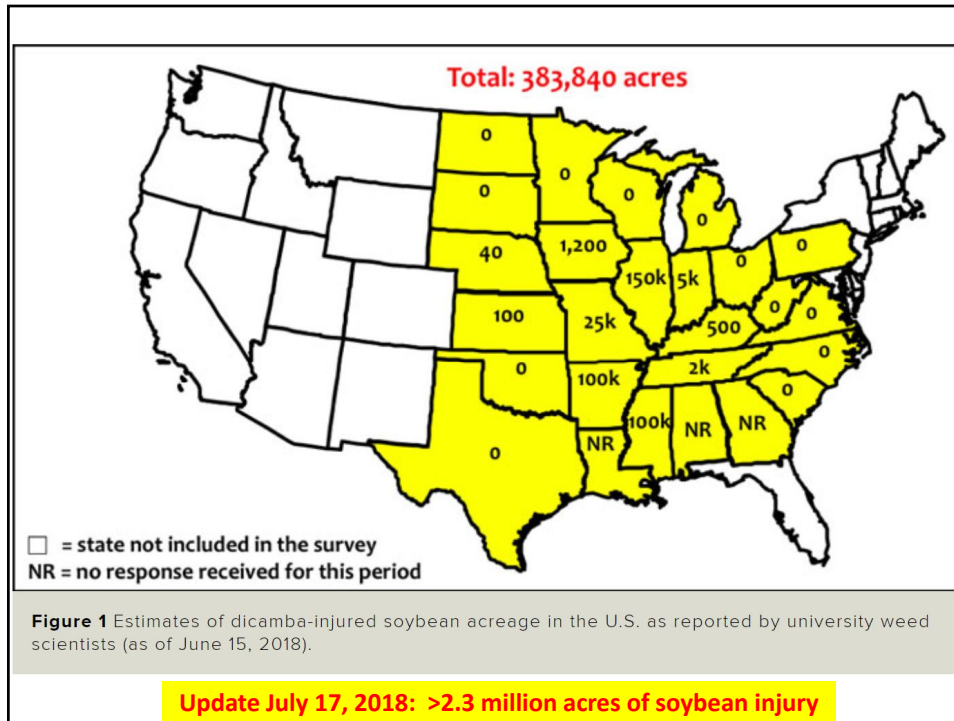 Total: 383,840 acres
0
0
0
0
0
40
1,200
150k
5k
0
0
100
25k
500
0
0
0
100k
2k
0
0
100k
NR
NR
NR
0
☐ = state not included in the survey
NR = no response received for this period
Figure 1 Estimates of dicamba-injured soybean acreage in the U.S. as reported by university weed
scientists (as of June 15, 2018).
Update July 17, 2018: >2.3 million acres of soybean injury